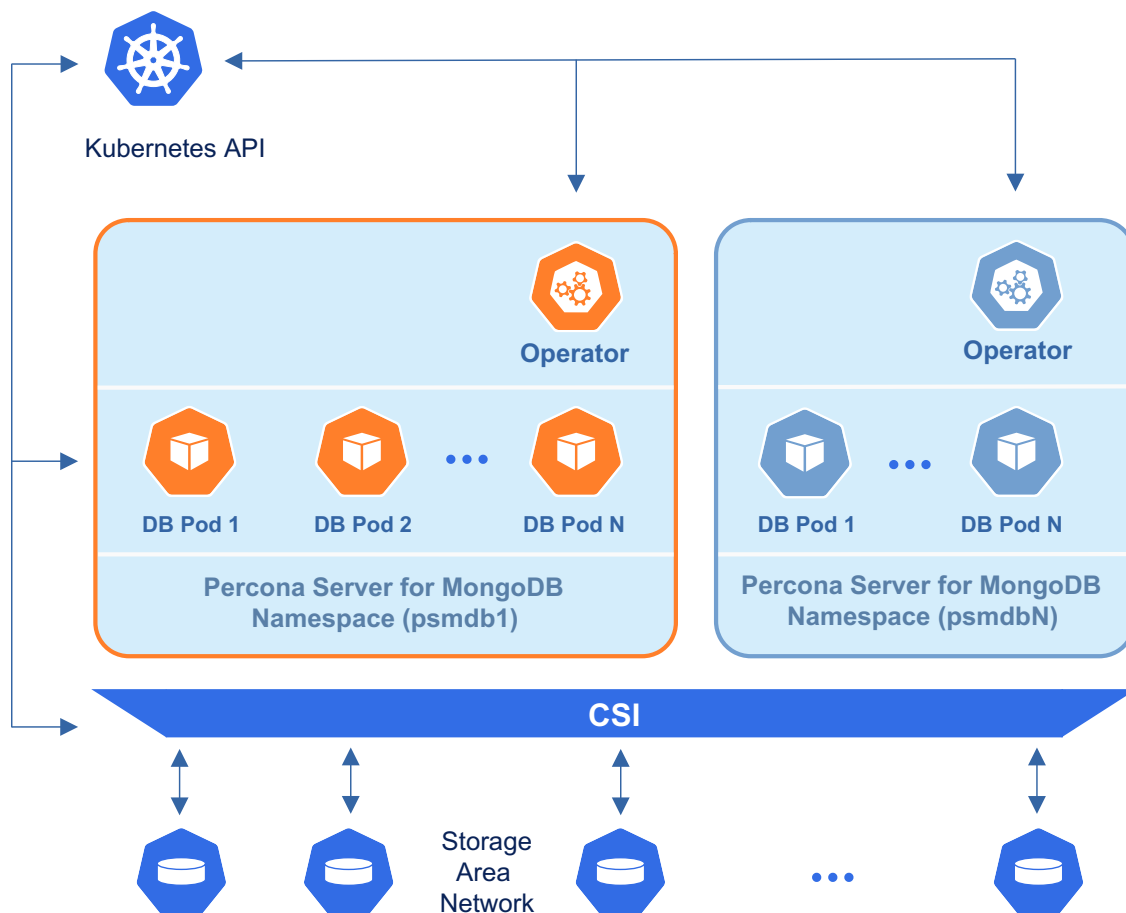 Kubernetes API
Operator
Operator
DB Pod 1
DB Pod 2
DB Pod N
DB Pod 1
DB Pod N
Percona Server for MongoDB
Namespace (psmdb1)
Percona Server for MongoDB
Namespace (psmdbN)
CSI
Storage
Area
Network